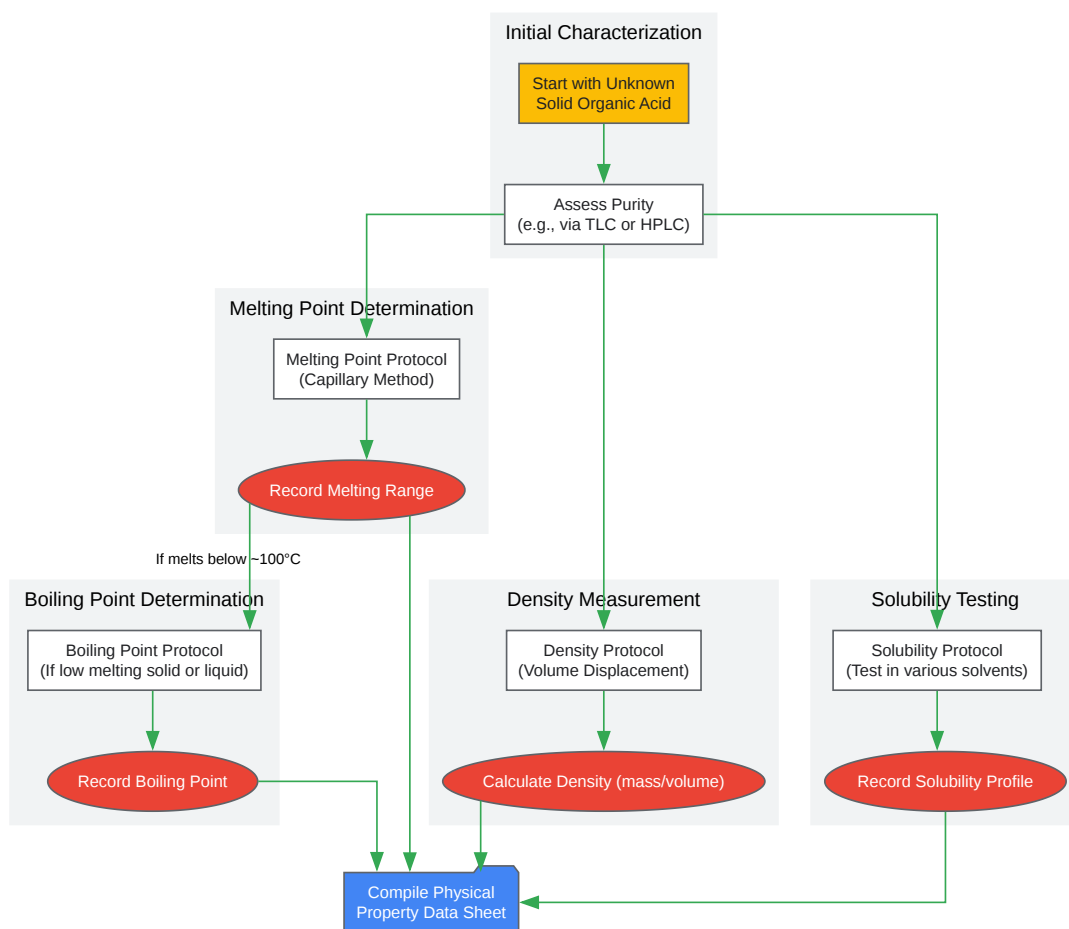 Initial Characterization
Start with Unknown
Solid Organic Acid
Assess Purity
(e.g., via TLC or HPLC)
Melting Point Determination
Melting Point Protocol
(Capillary Method)
Record Melting Range
If melts below ~100°C
Boiling Point Determination
Boiling Point Protocol
(If low melting solid or liquid)
Record Boiling Point
Density Measurement
Density Protocol
(Volume Displacement)
Calculate Density (mass/volume)
Solubility Testing
Solubility Protocol
(Test in various solvents)
Record Solubility Profile
Compile Physical
Property Data Sheet